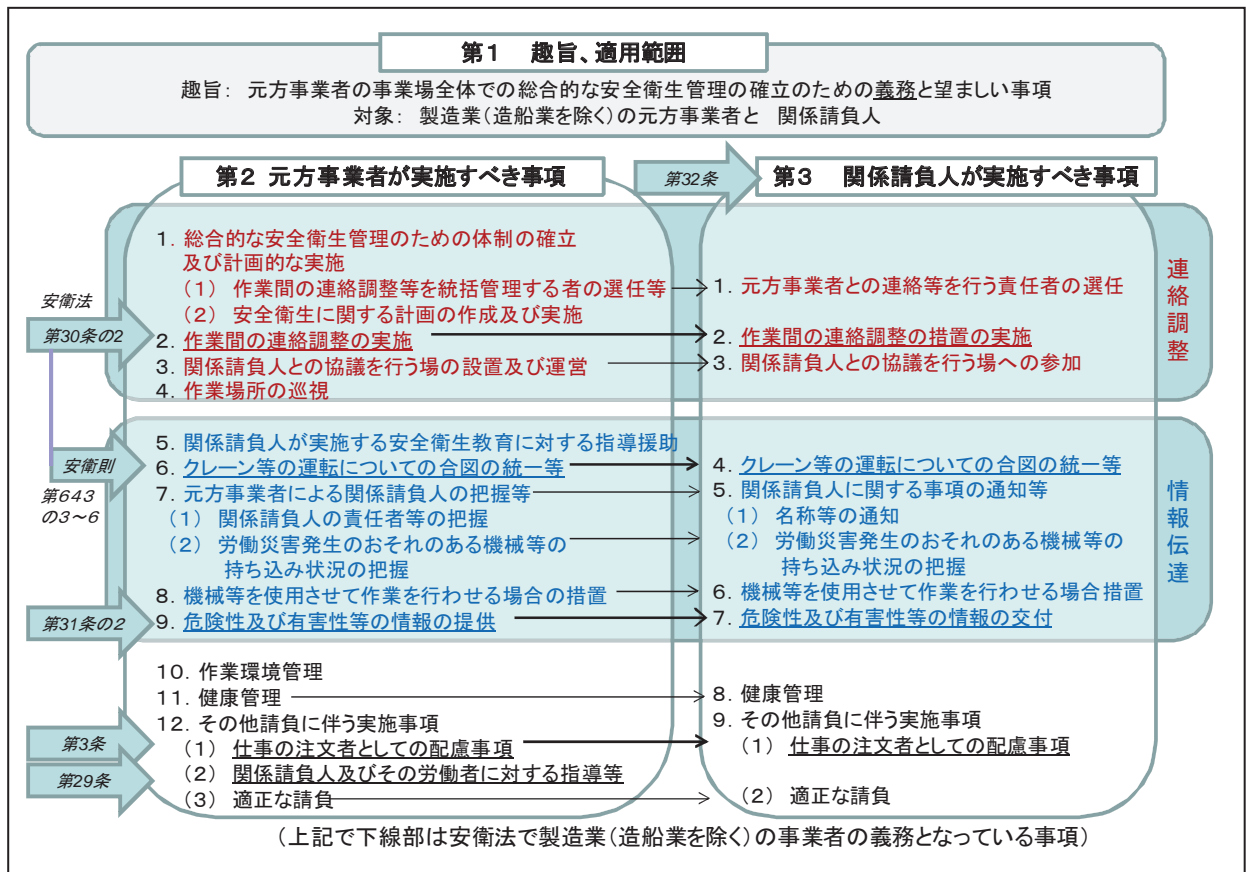 第1　趣旨、適用範囲
趣旨：　元方事業者の事業場全体での総合的な安全衛生管理の確立のための義務と望ましい事項
対象：　製造業（造船業を除く）の元方事業者と　関係請負人
第2 元方事業者が実施すべき事項
第32条
第3　関係請負人が実施すべき事項
安衛法
第30条の2
1．総合的な安全衛生管理のための体制の確立
及び計画的な実施
（1）　作業間の連絡調整等を統括管理する者の選任等
（2）　安全衛生に関する計画の作成及び実施
2．作業間の連絡調整の実施
3．関係請負人との協議を行う場の設置及び運営
4．作業場所の巡視
1．元方事業者との連絡等を行う責任者の選任
2．作業間の連絡調整の措置の実施
3．関係請負人との協議を行う場への参加
連絡調整
安衛則
第643
の3～6
第31条の2
5．関係請負人が実施する安全衛生教育に対する指導援助
6．クレーン等の運転についての合図の統一等
7．元方事業者による関係請負人の把握等
（1）　関係請負人の責任者等の把握
（2）　労働災害発生のおそれのある機械等の
持ち込み状況の把握
8．機械等を使用させて作業を行わせる場合の措置
9．危険性及び有害性等の情報の提供
4．クレーン等の運転についての合図の統一等
5．関係請負人に関する事項の通知等
（1）　名称等の通知
（2）　労働災害発生のおそれのある機械等の
持ち込み状況の把握
6．機械等を使用させて作業を行わせる場合措置
7．危険性及び有害性等の情報の交付
情報伝達
第3条
第29条
10．作業環境管理
11．健康管理
12．その他請負に伴う実施事項
（1）　仕事の注文者としての配慮事項
（2）　関係請負人及びその労働者に対する指導等
（3）　適正な請負
8．健康管理
9．その他請負に伴う実施事項
（1）　仕事の注文者としての配慮事項
（2）　適正な請負
（上記で下線部は安衛法で製造業（造船業を除く）の事業者の義務となっている事項）